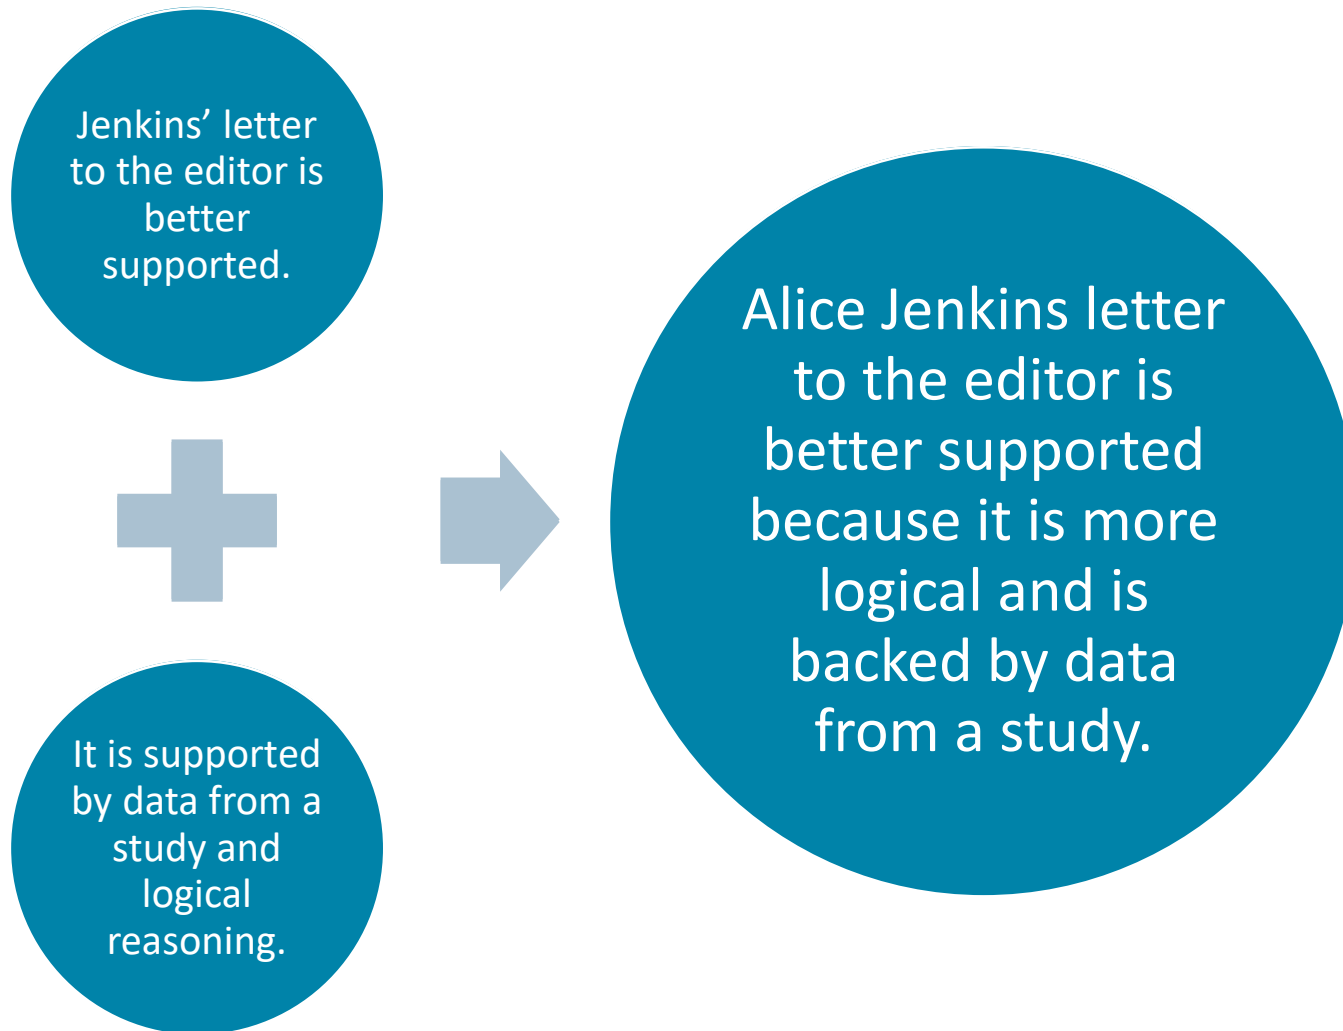 Jenkins’ letter
to the editor is
better
supported.
It is supported
by data from a
study and
logical
reasoning.
Alice Jenkins letter
to the editor is
better supported
because it is more
logical and is
backed by data
from a study.